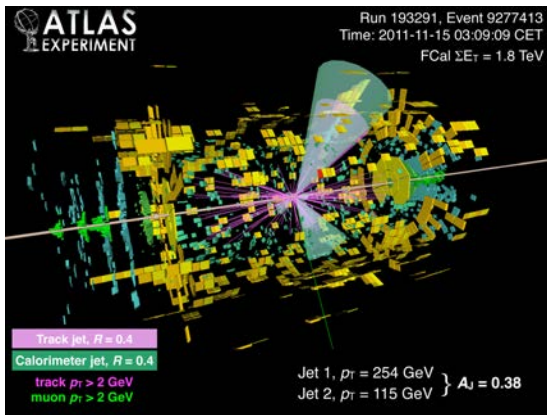 ATLAS
EXPERIMENT
Run 193291, Event 9277413
Time: 2011-11-15 03:09:09 CET
FCal ΣE_T = 1.8 TeV
Track jet, R = 0.4
Calorimeter jet, R = 0.4
track p_T > 2 GeV
muon p_T > 2 GeV
Jet 1, p_T = 254 GeV
Jet 2, p_T = 115 GeV
} A_J = 0.38